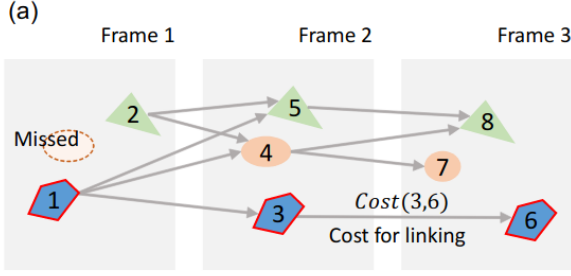 (a)
Frame 1
Frame 2
Frame 3
2
5
8
Missed
4
7
1
3
Cost(3,6)
6
Cost for linking